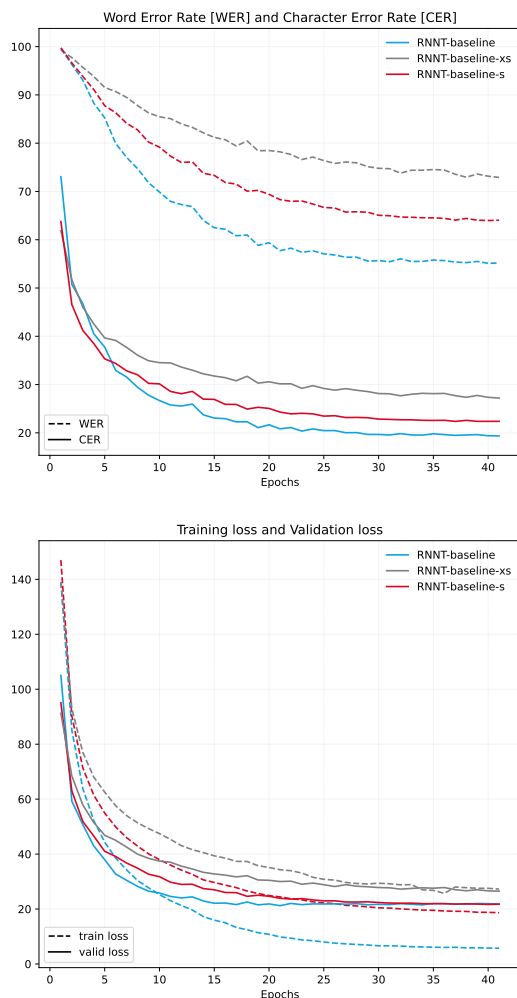 Word Error Rate [WER] and Character Error Rate [CER]
100
90
80
70
60
50
40
30
20
RNNT-baseline
RNNT-baseline-xs
RNNT-baseline-s
WER
CER
0 5 10 15 20 25 30 35 40
Epochs
Training loss and Validation loss
140
120
100
80
60
40
20
0
RNNT-baseline
RNNT-baseline-xs
RNNT-baseline-s
train loss
valid loss
0 5 10 15 20 25 30 35 40
Epochs